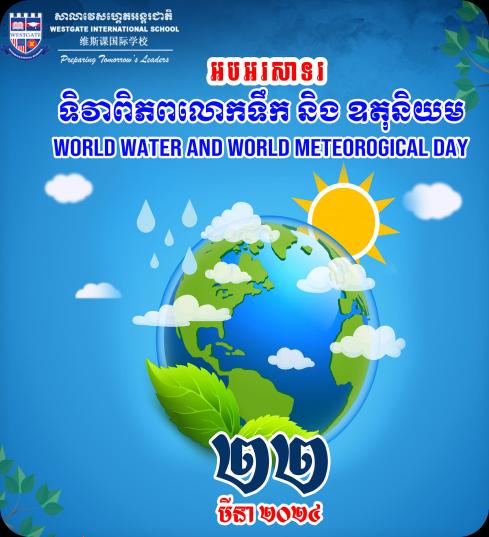 សាលាវេសហ្គេតអន្តរជាតិ
WESTGATE INTERNATIONAL SCHOOL
维斯课国际学校
Preparing Tomorrow's Leaders
WESTGATE
អបអរសាទរ
ទិវាពិភពលោកទឹក និង ឧតុនិយម
WORLD WATER AND WORLD METEOROGICAL DAY
២២
មីនា ២០២៤